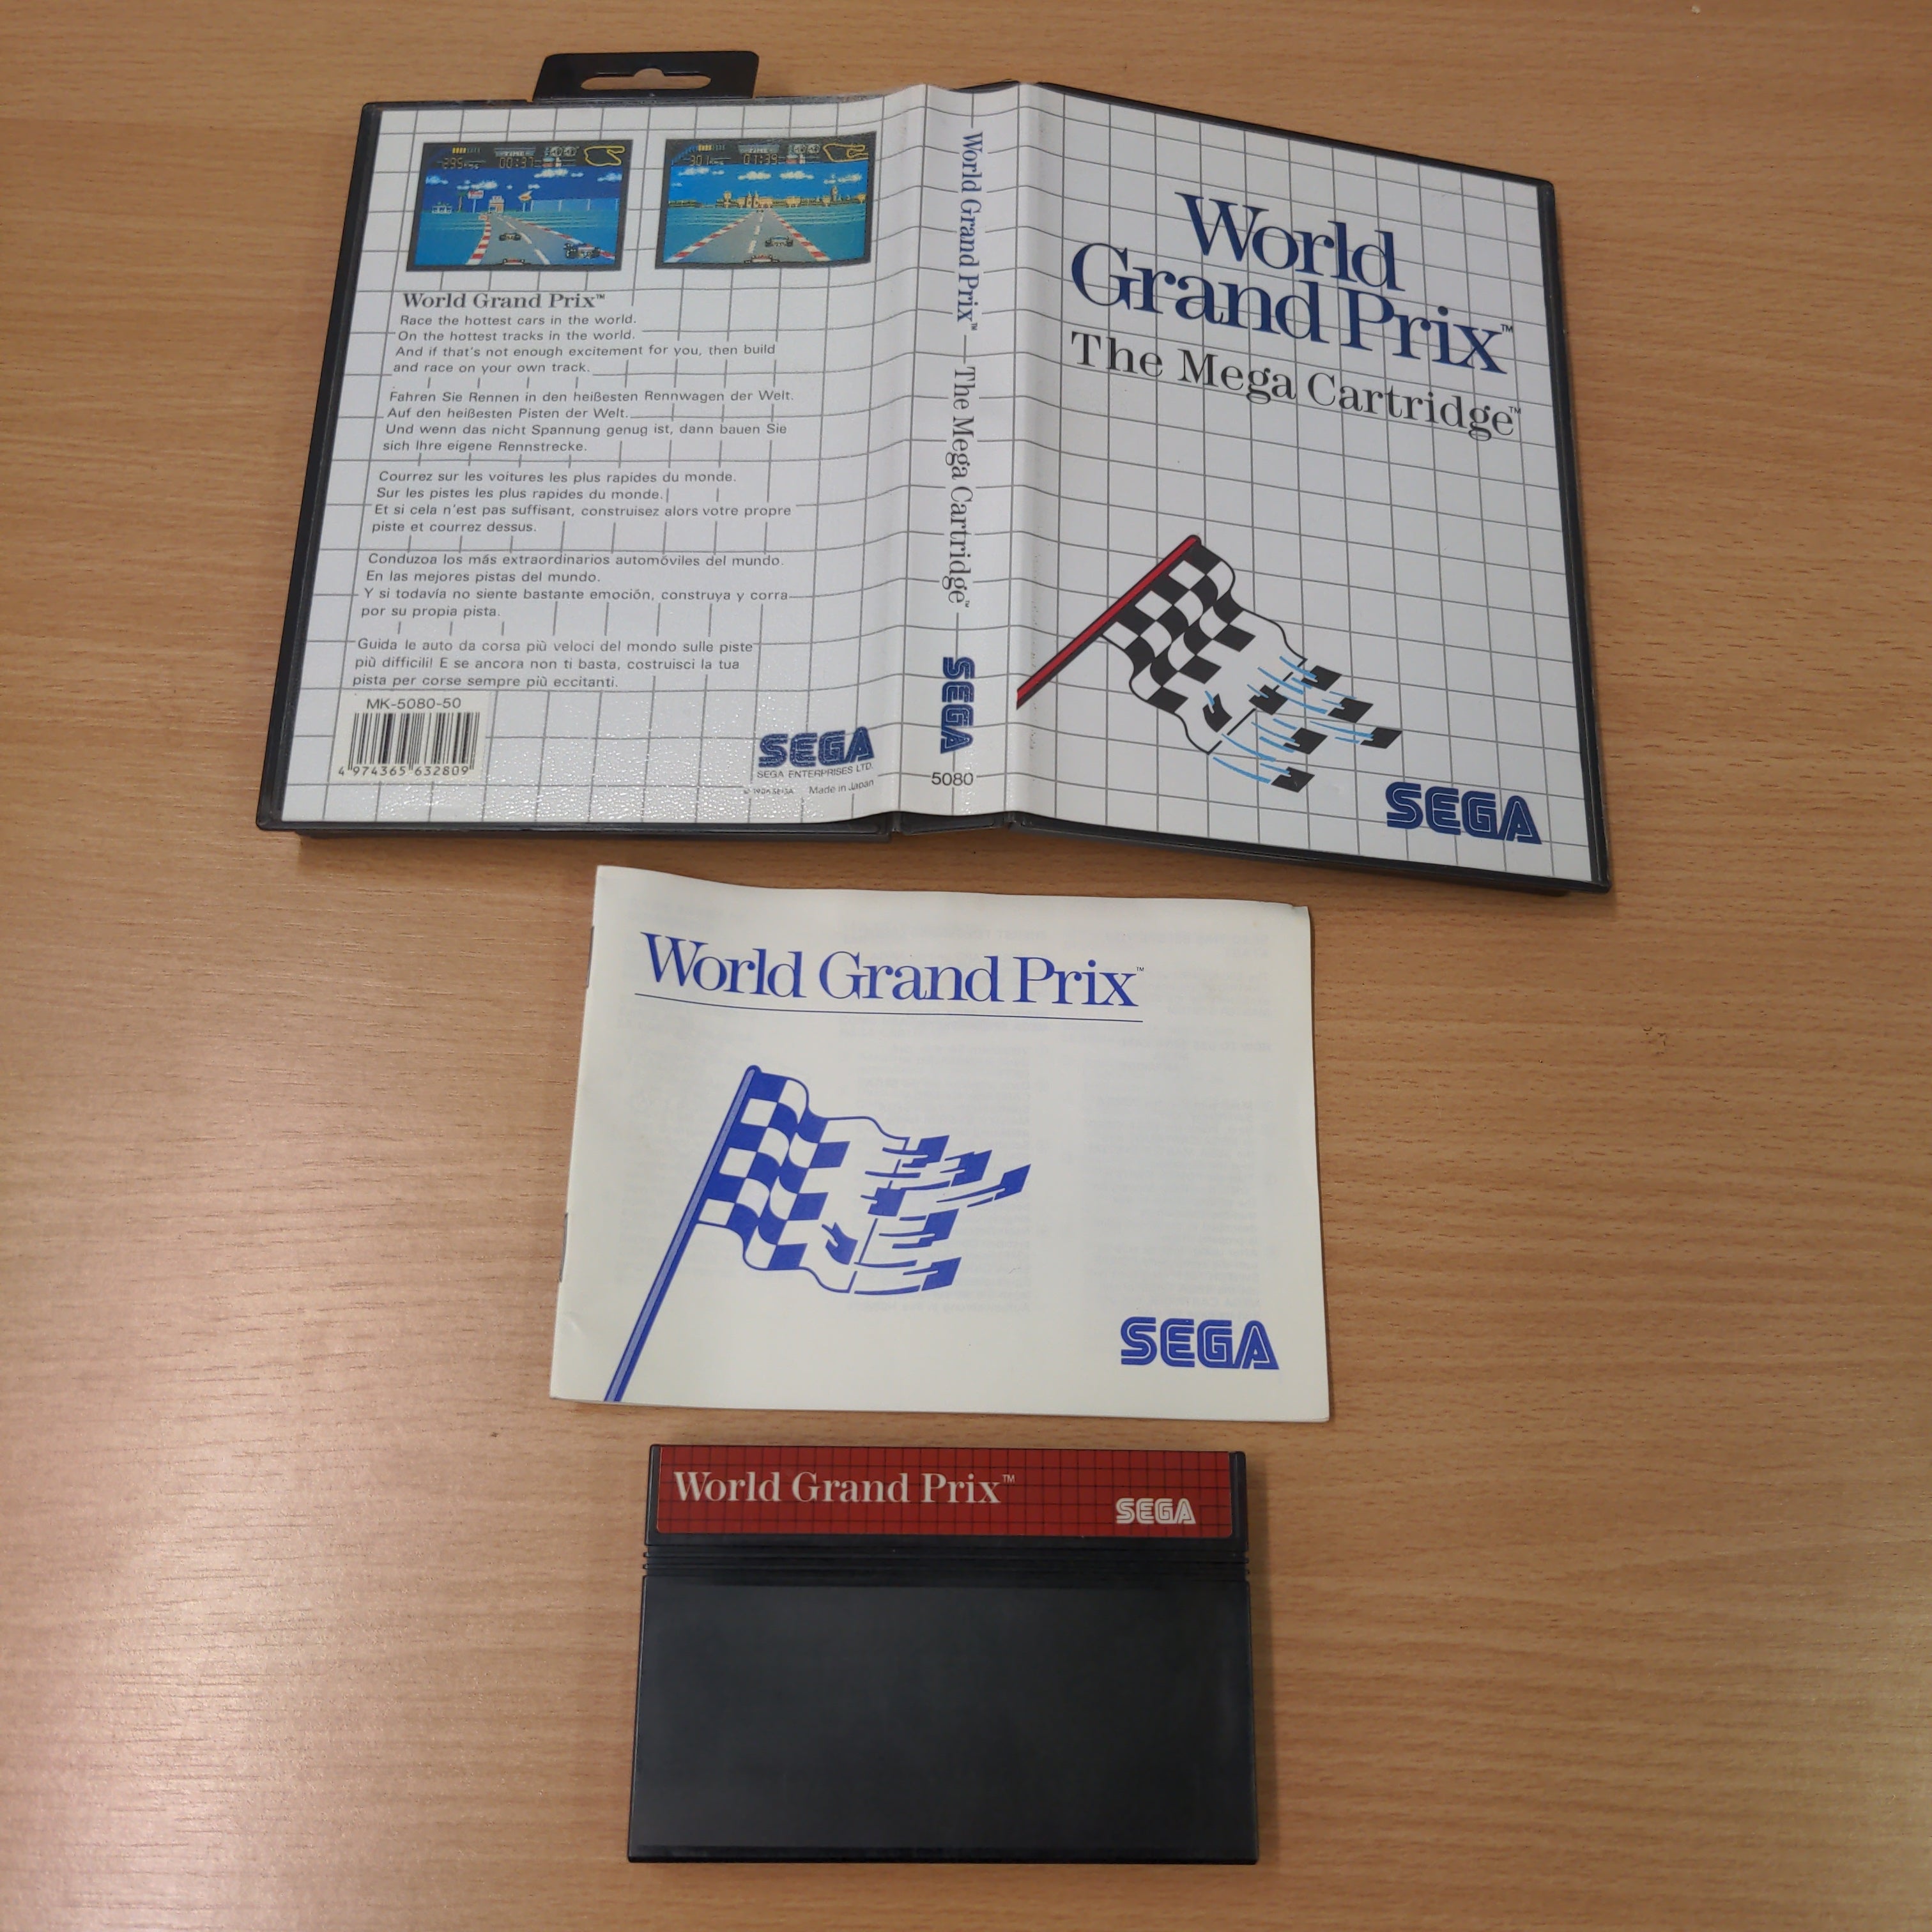 295
TIME
00:37
301
TIME
01:39
World Grand Prix™
Race the hottest cars in the world.
On the hottest tracks in the world.
And if that's not enough excitement for you, then build
and race on your own track.
Fahren Sie Rennen in den heißesten Rennwagen der Welt.
Auf den heißesten Pisten der Welt.
Und wenn das nicht Spannung genug ist, dann bauen Sie
sich Ihre eigene Rennstrecke.
Courrez sur les voitures les plus rapides du monde.
Sur les pistes les plus rapides du monde.
Et si cela n'est pas suffisant, construisez alors votre propre
piste et courrez dessus.
Conduzoa los más extraordinarios automóviles del mundo.
En las mejores pistas del mundo.
Y si todavía no siente bastante emoción, construya y corra
por su propia pista.
Guida le auto da corsa più veloci del mondo sulle piste
più difficili! E se ancora non ti basta, costruisci la tua
pista per corse sempre più eccitanti.
MK-5080-50
4 974365 632809
SEGA
SEGA ENTERPRISES LTD.
Made in Japan
World Grand Prix™ — The Mega Cartridge™
SEGA
5080
World
Grand Prix™
The Mega Cartridge™
SEGA
World Grand Prix™
SEGA
World Grand Prix™
SEGA